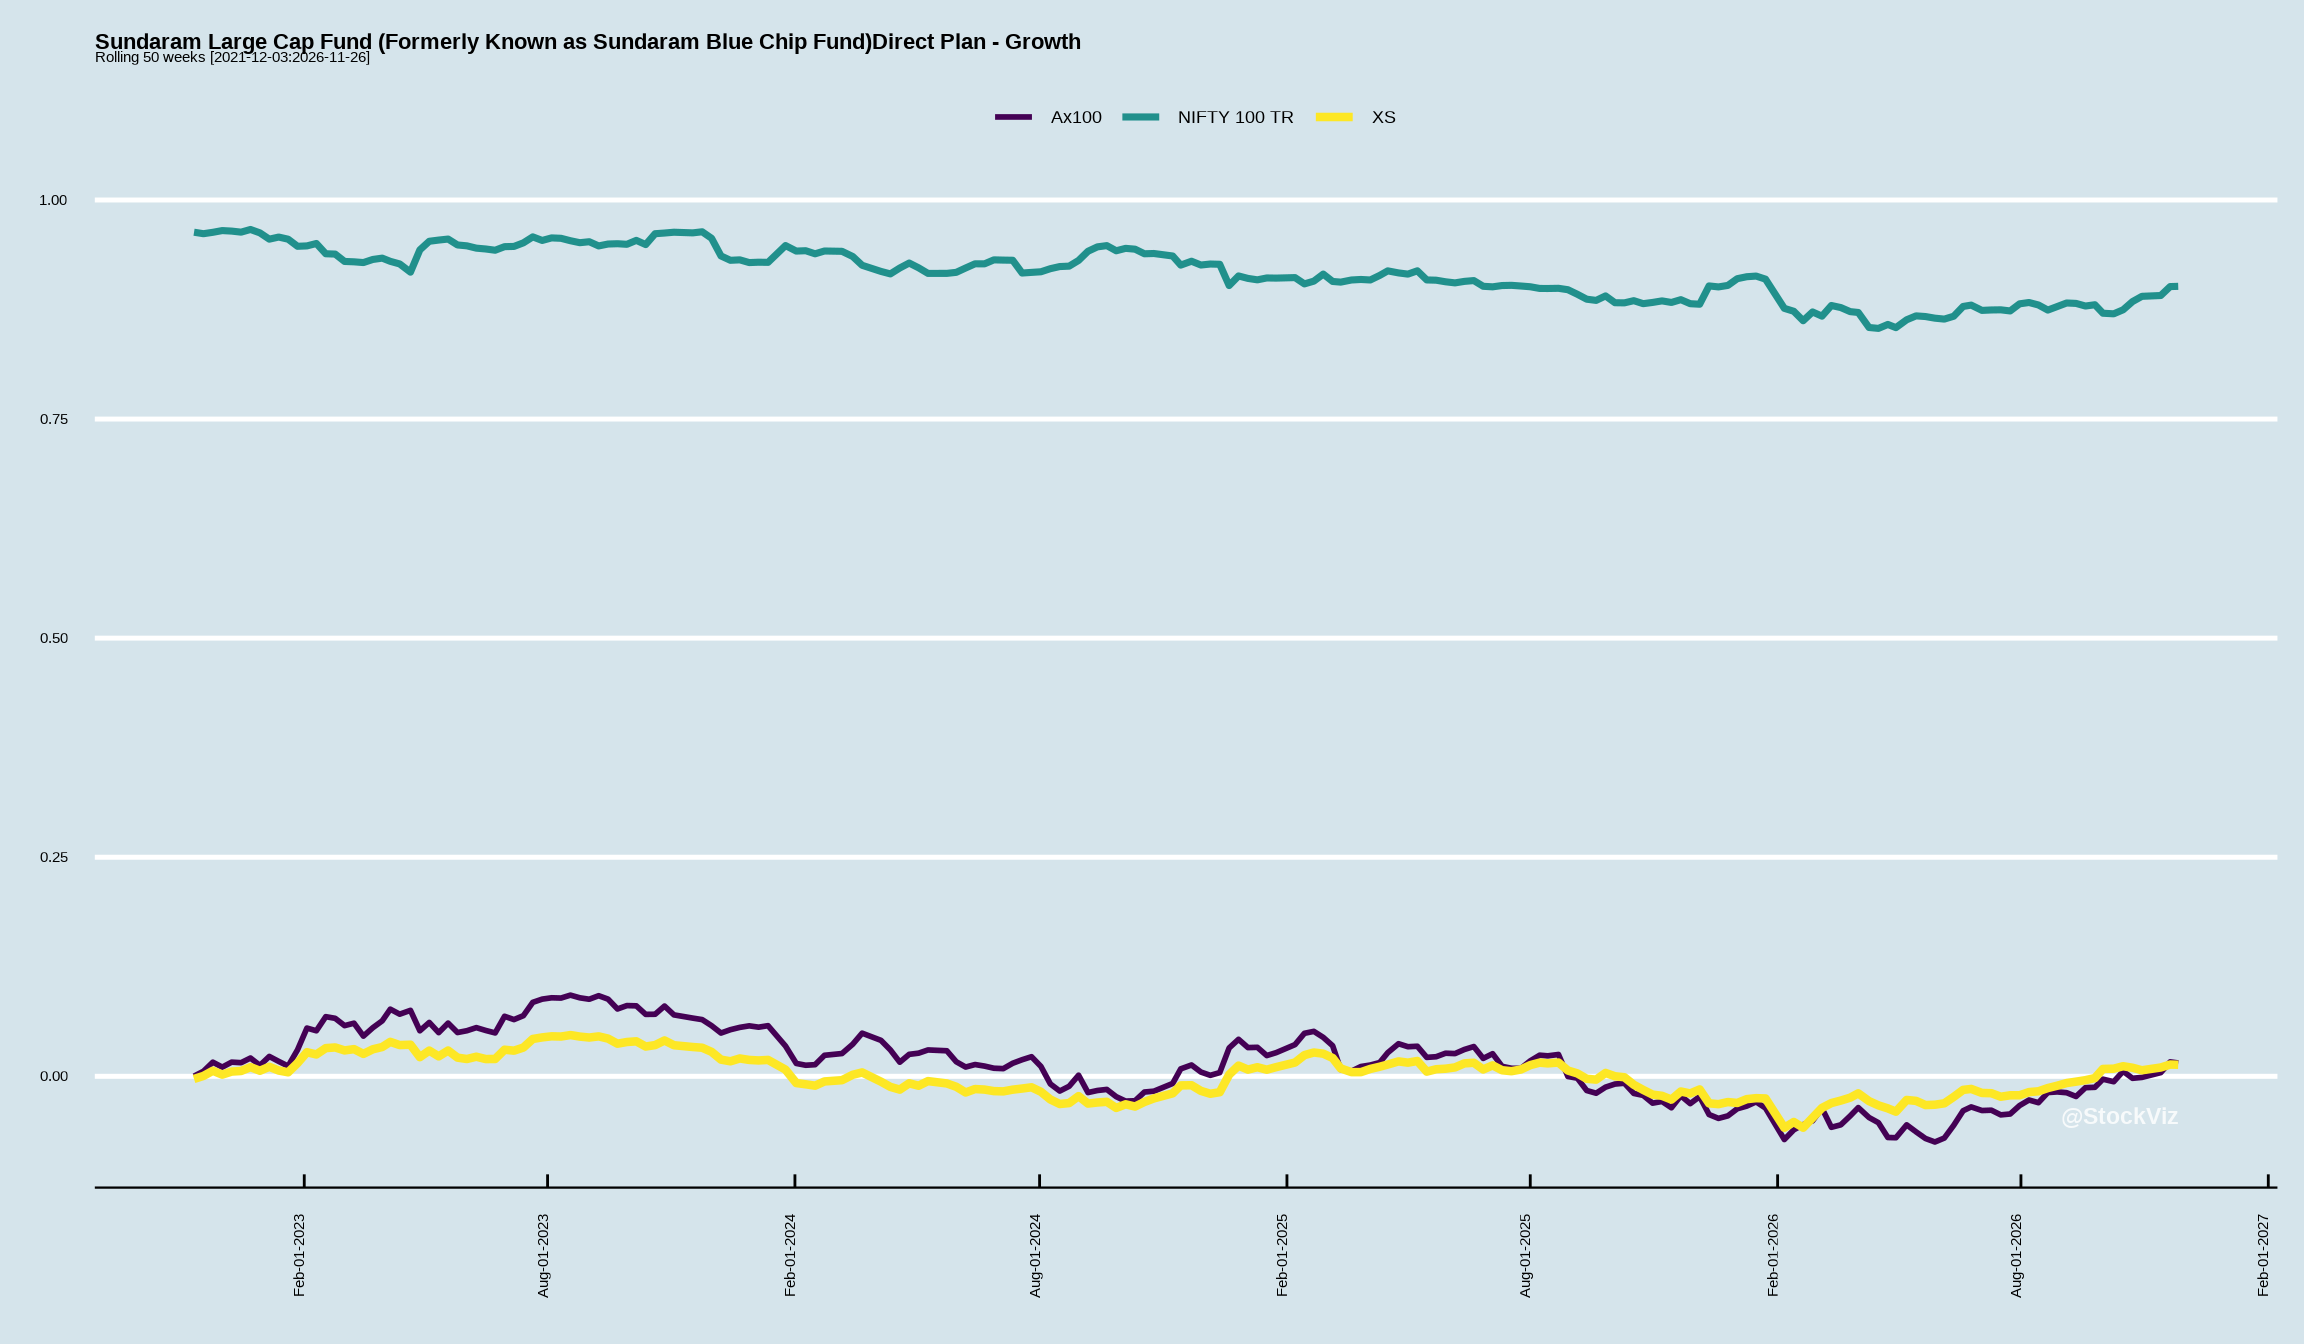 Sundaram Large Cap Fund (Formerly Known as Sundaram Blue Chip Fund)Direct Plan - Growth
Rolling 50 weeks [2021-12-03:2026-11-26]
Ax100 NIFTY 100 TR XS
1.00
0.75
0.50
0.25
0.00
@StockViz
Feb-01-2023
Aug-01-2023
Feb-01-2024
Aug-01-2024
Feb-01-2025
Aug-01-2025
Feb-01-2026
Aug-01-2026
Feb-01-2027